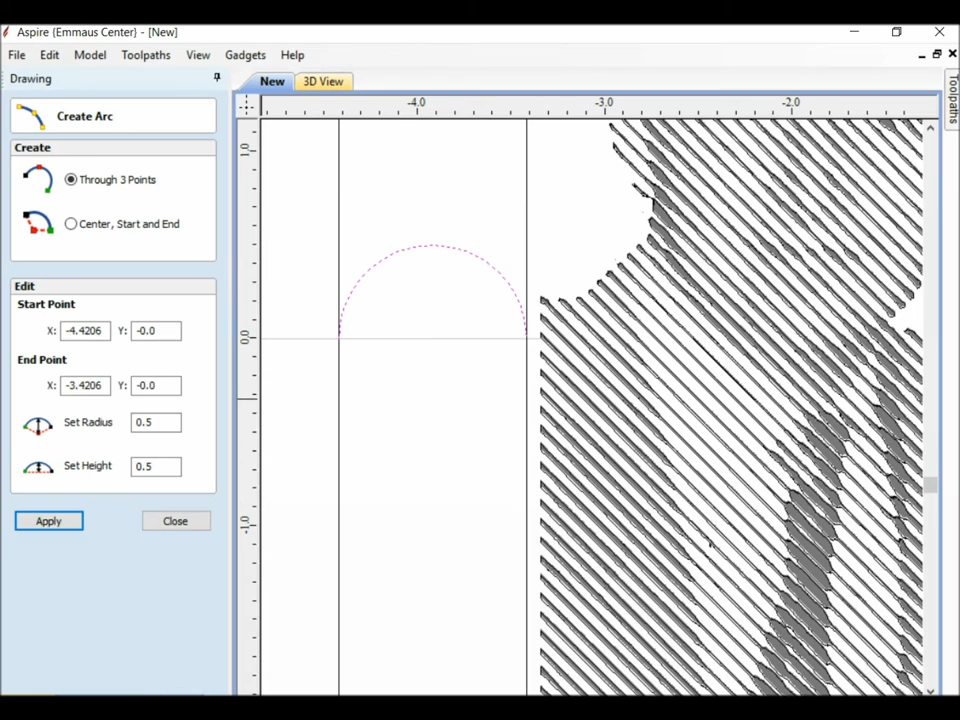 Aspire {Emmaus Center} - [New]
File Edit Model Toolpaths View Gadgets Help
Drawing
New 3D View
Toolpaths
-4.0 -3.0 -2.0
Create Arc
Create
1,0
Through 3 Points
Center, Start and End
Edit
Start Point
X: -4.4206 Y: -0.0
0,0
End Point
X: -3.4206 Y: -0.0
Set Radius 0.5
Set Height 0.5
Apply Close
-1,0